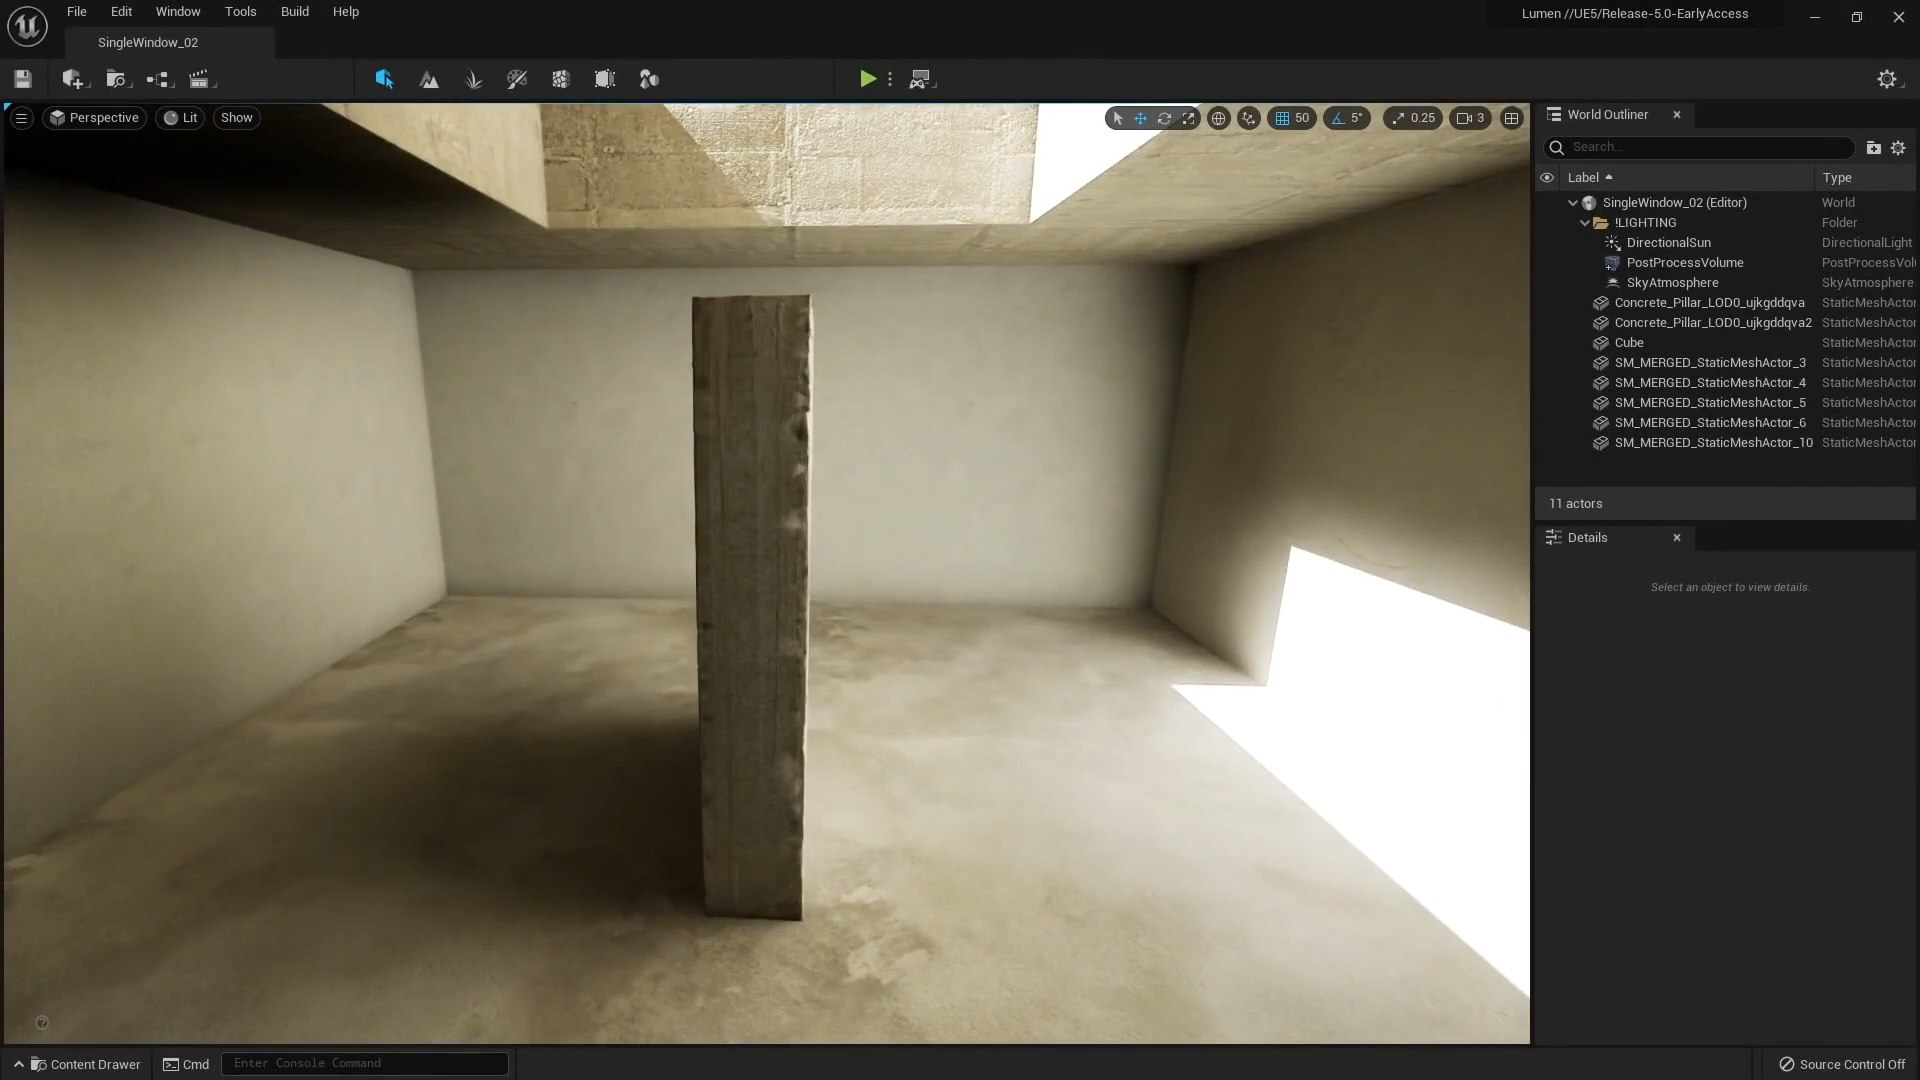 File Edit Window Tools Build Help
Lumen //UE5/Release-5.0-EarlyAccess
SingleWindow_02
Perspective Lit Show
50 5° 0.25 3
World Outliner
Search...
Label Type
SingleWindow_02 (Editor) World
!LIGHTING Folder
DirectionalSun DirectionalLight
PostProcessVolume PostProcessVolu
SkyAtmosphere SkyAtmosphere
Concrete_Pillar_LOD0_ujkgddqva StaticMeshActor
Concrete_Pillar_LOD0_ujkgddqva2 StaticMeshActor
Cube StaticMeshActor
SM_MERGED_StaticMeshActor_3 StaticMeshActor
SM_MERGED_StaticMeshActor_4 StaticMeshActor
SM_MERGED_StaticMeshActor_5 StaticMeshActor
SM_MERGED_StaticMeshActor_6 StaticMeshActor
SM_MERGED_StaticMeshActor_10 StaticMeshActor
11 actors
Details
Select an object to view details.
Content Drawer Cmd Enter Console Command Source Control Off